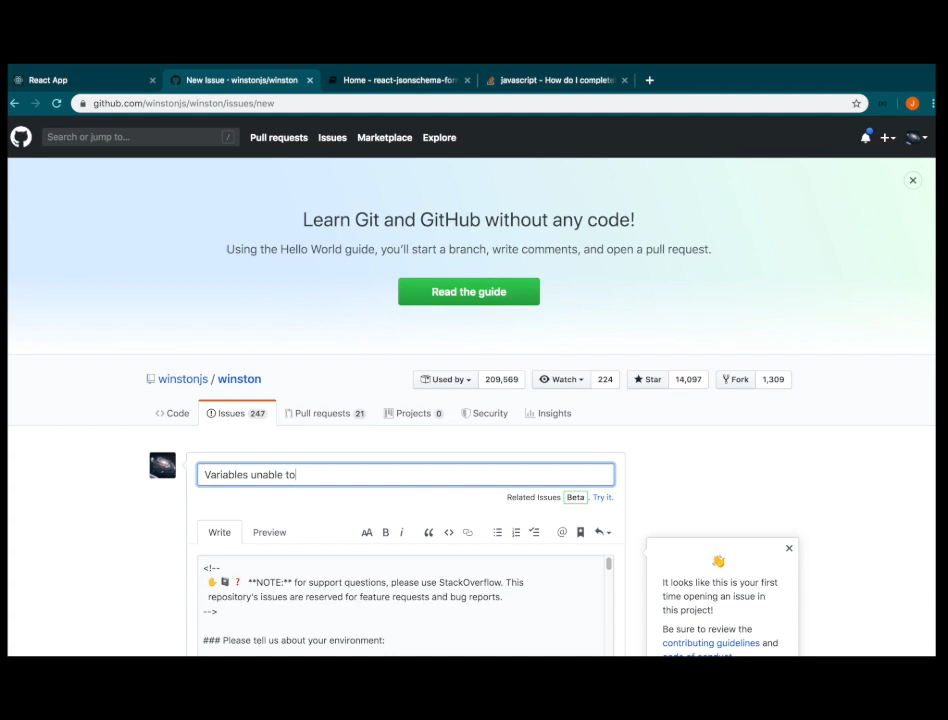 React App
New Issue · winstonjs/winston
Home - react-jsonschema-for
javascript - How do I complete
github.com/winstonjs/winston/issues/new
J
Search or jump to...
/
Pull requests
Issues
Marketplace
Explore
Learn Git and GitHub without any code!
Using the Hello World guide, you’ll start a branch, write comments, and open a pull request.
Read the guide
winstonjs / winston
Used by 209,569
Watch 224
Star 14,097
Fork 1,309
Code
Issues 247
Pull requests 21
Projects 0
Security
Insights
Variables unable to
Related Issues Beta . Try it.
Write
Preview
AA B i
<!--
**NOTE:** for support questions, please use StackOverflow. This
repository's issues are reserved for feature requests and bug reports.
-->
### Please tell us about your environment:
It looks like this is your first
time opening an issue in
this project!
Be sure to review the
contributing guidelines and
code of conduct